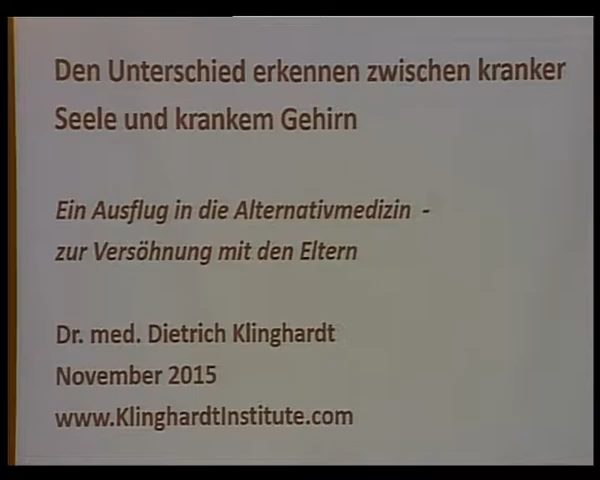 Den Unterschied erkennen zwischen kranker
Seele und krankem Gehirn
Ein Ausflug in die Alternativmedizin -
zur Versöhnung mit den Eltern
Dr. med. Dietrich Klinghardt
November 2015
www.KlinghardtInstitute.com